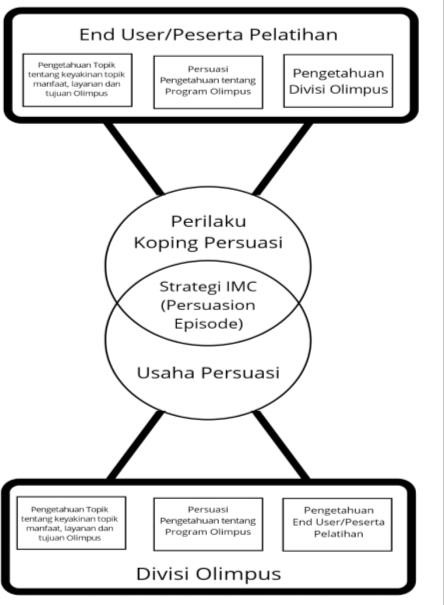 End User/Peserta Pelatihan
Pengetahuan Topik
tentang keyakinan topik
manfaat, layanan dan
tujuan Olimpus
Persuasi
Pengetahuan tentang
Program Olimpus
Pengetahuan
Divisi Olimpus
Perilaku
Koping Persuasi
Strategi IMC
(Persuasion
Episode)
Usaha Persuasi
Pengetahuan Topik
tentang keyakinan topik
manfaat, layanan dan
tujuan Olimpus
Persuasi
Pengetahuan tentang
Program Olimpus
Pengetahuan
End User/Peserta
Pelatihan
Divisi Olimpus